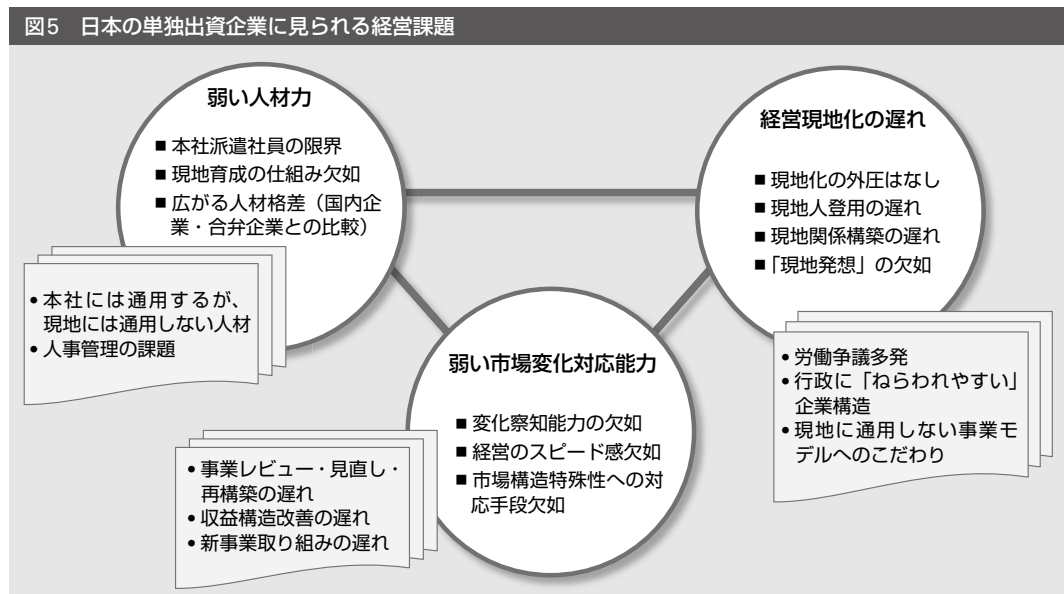 図5 日本の単独出資企業に見られる経営課題
弱い人材力
■ 本社派遣社員の限界
■ 現地育成の仕組み欠如
■ 広がる人材格差（国内企
業・合弁企業との比較）
• 本社には通用するが、
現地には通用しない人材
• 人事管理の課題
経営現地化の遅れ
■ 現地化の外圧はなし
■ 現地人登用の遅れ
■ 現地関係構築の遅れ
■ 「現地発想」の欠如
• 労働争議多発
• 行政に「ねらわれやすい」
企業構造
• 現地に通用しない事業モ
デルへのこだわり
弱い市場変化対応能力
■ 変化察知能力の欠如
■ 経営のスピード感欠如
■ 市場構造特殊性への対
応手段欠如
• 事業レビュー・見直し・
再構築の遅れ
• 収益構造改善の遅れ
• 新事業取り組みの遅れ